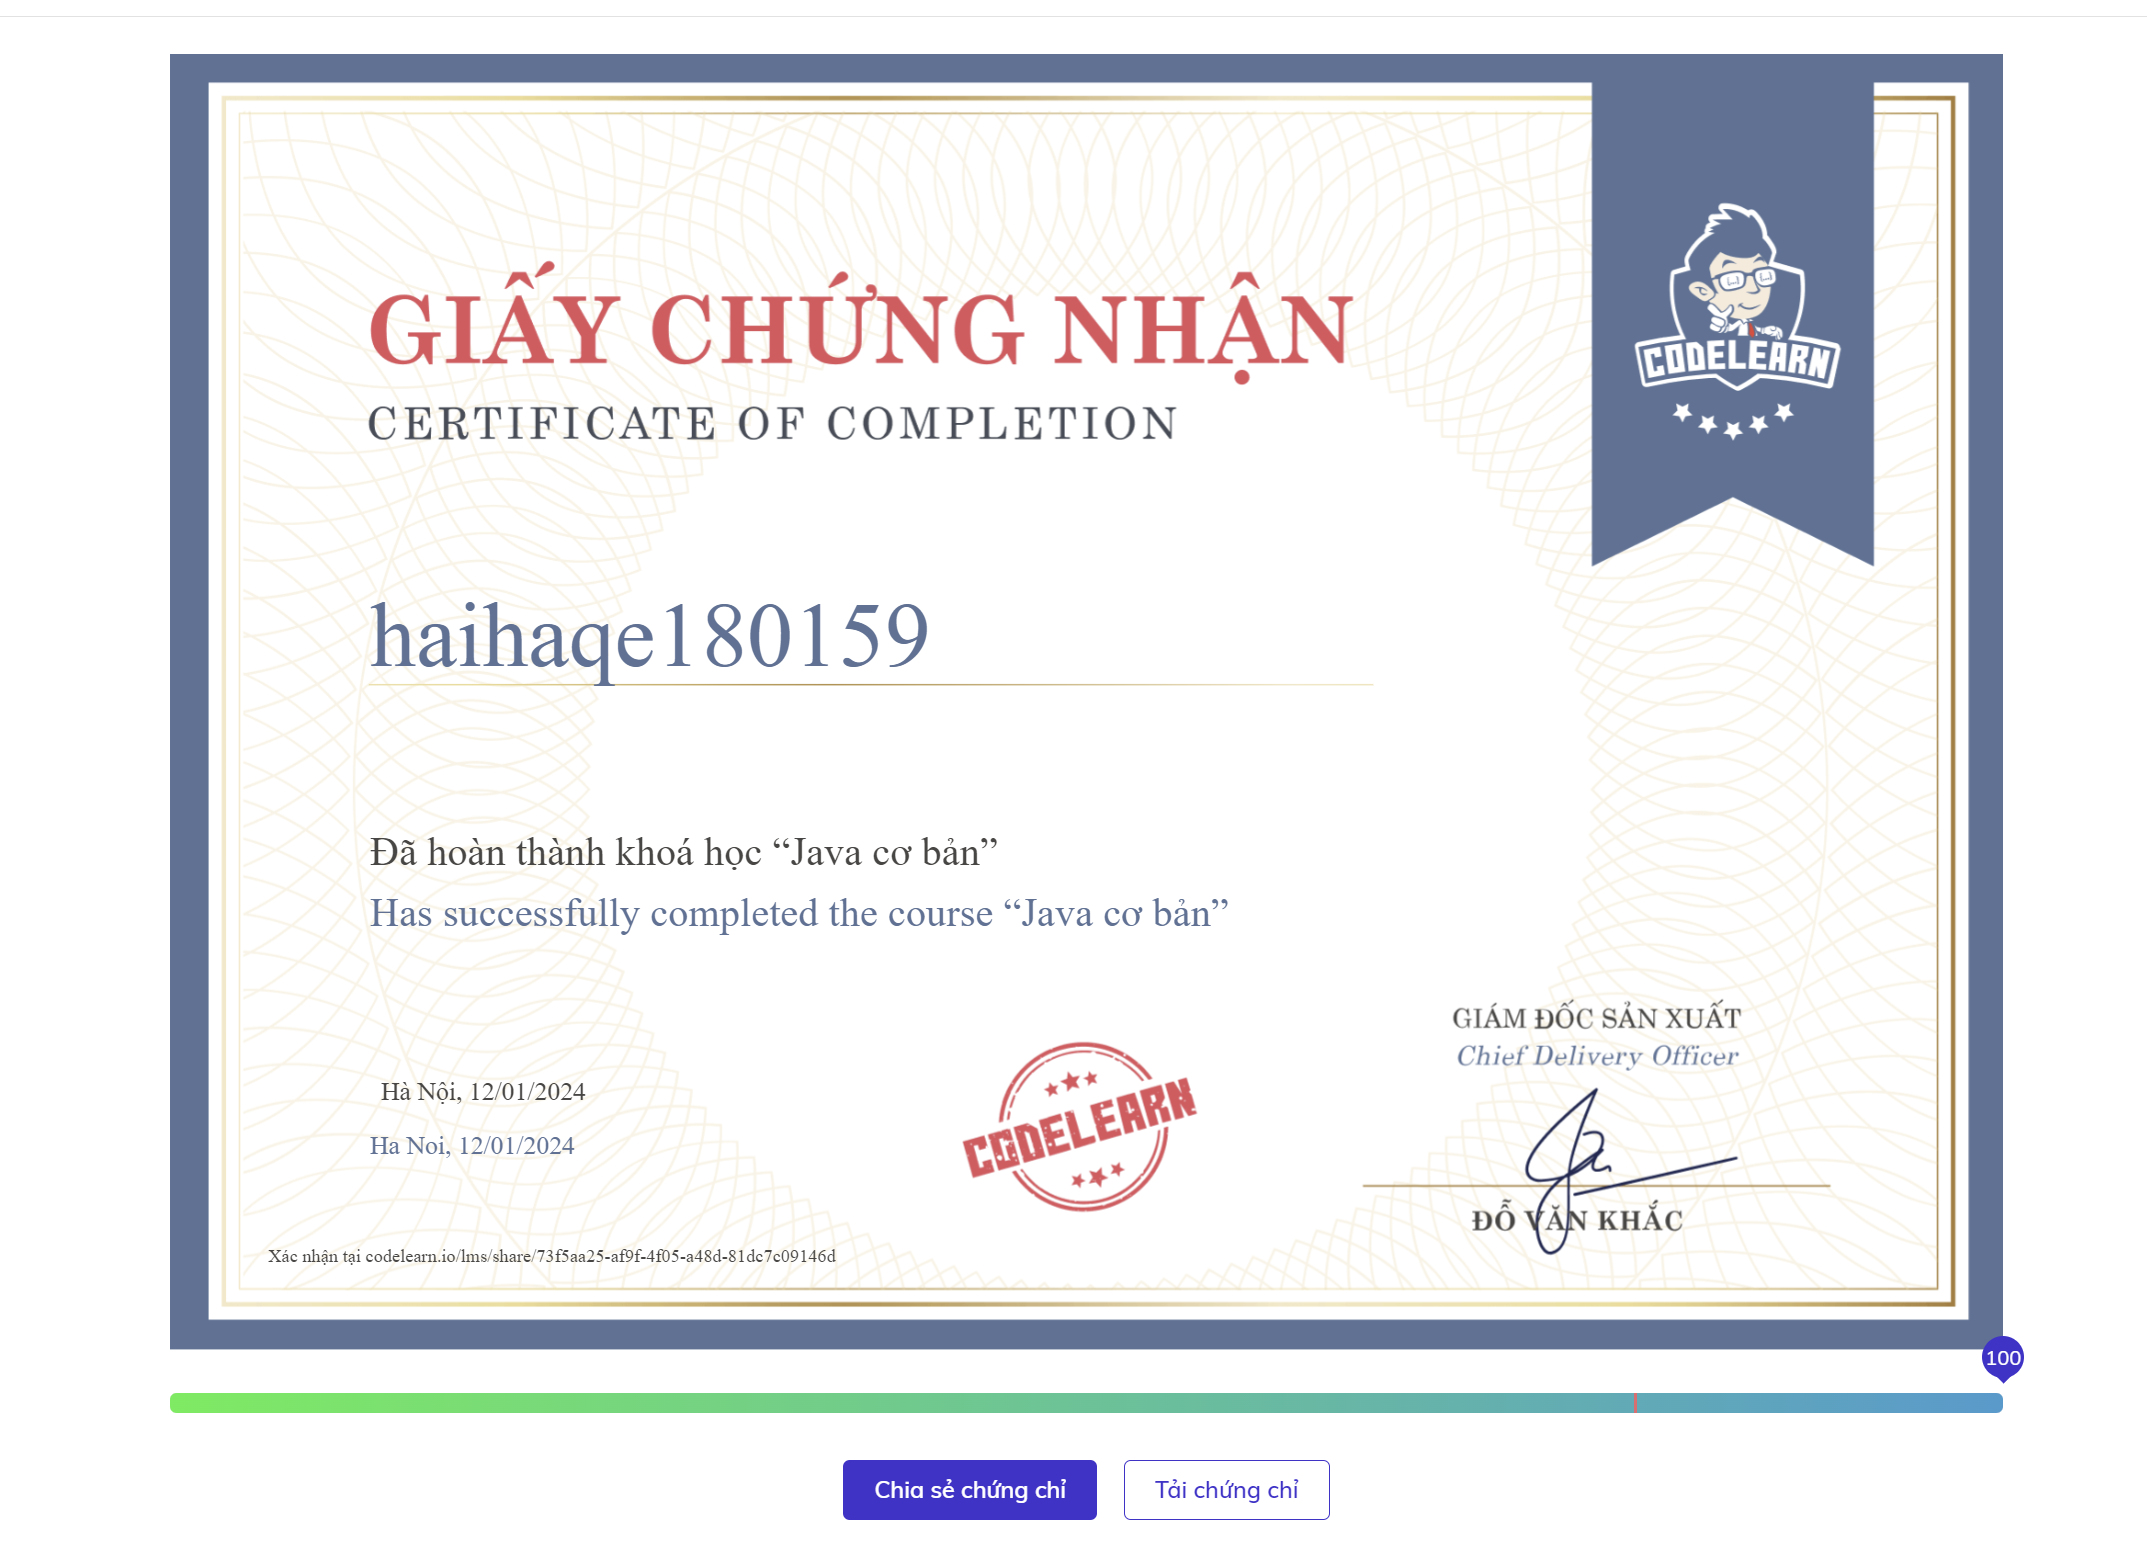 GIẤY CHỨNG NHẬN
CERTIFICATE OF COMPLETION
CODELEARN
haihaqe180159
Đã hoàn thành khoá học “Java cơ bản”
Has successfully completed the course “Java cơ bản”
GIÁM ĐỐC SẢN XUẤT
Chief Delivery Officer
Hà Nội, 12/01/2024
Ha Noi, 12/01/2024
CODELEARN
ĐỖ VĂN KHẮC
Xác nhận tại codelearn.io/lms/share/73f5aa25-af9f-4f05-a48d-81dc7c09146d
100
Chia sẻ chứng chỉ
Tải chứng chỉ